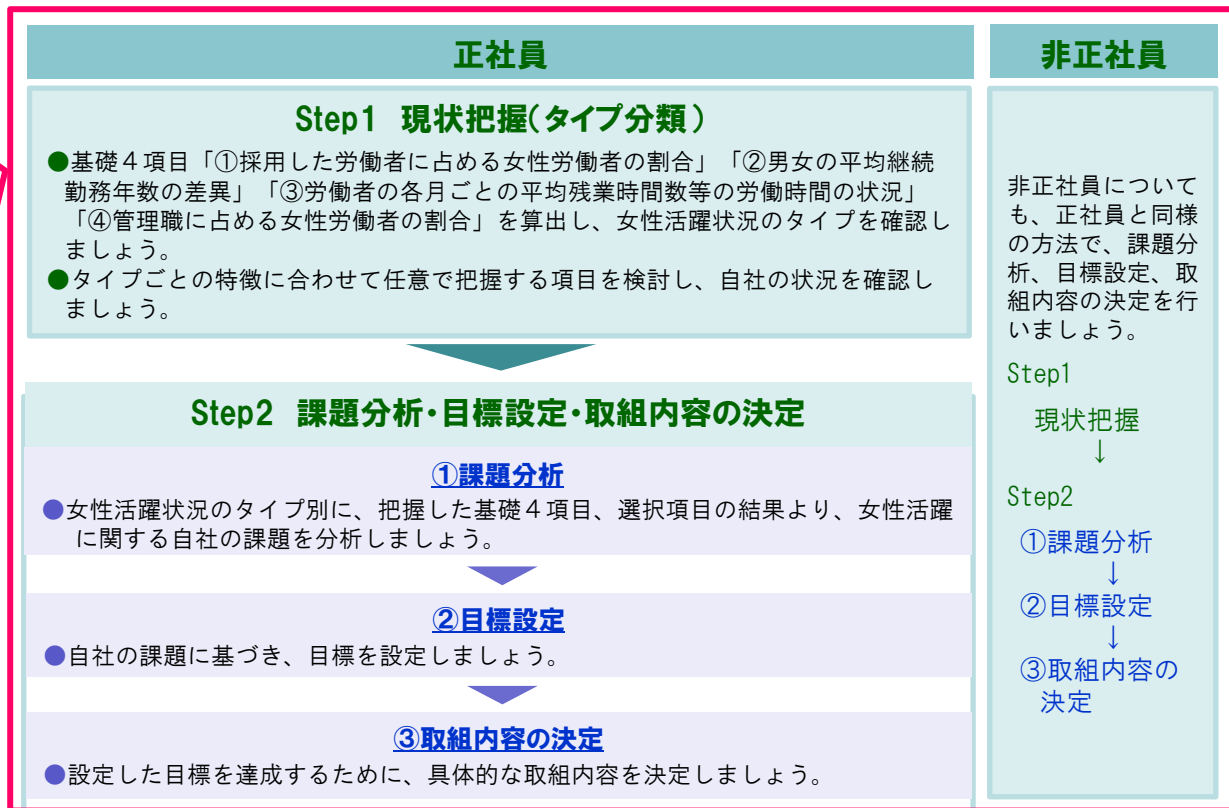 正社員
Step1 現状把握（タイプ分類）
●基礎４項目「①採用した労働者に占める女性労働者の割合」「②男女の平均継続
勤務年数の差異」「③労働者の各月ごとの平均残業時間数等の労働時間の状況」
「④管理職に占める女性労働者の割合」を算出し、女性活躍状況のタイプを確認し
ましょう。
●タイプごとの特徴に合わせて任意で把握する項目を検討し、自社の状況を確認し
ましょう。
Step2 課題分析・目標設定・取組内容の決定
①課題分析
●女性活躍状況のタイプ別に、把握した基礎４項目、選択項目の結果より、女性活躍
に関する自社の課題を分析しましょう。
②目標設定
●自社の課題に基づき、目標を設定しましょう。
③取組内容の決定
●設定した目標を達成するために、具体的な取組内容を決定しましょう。
非正社員
非正社員について
も、正社員と同様
の方法で、課題分
析、目標設定、取
組内容の決定を行
いましょう。
Step1
現状把握
↓
Step2
①課題分析
↓
②目標設定
↓
③取組内容の
決定